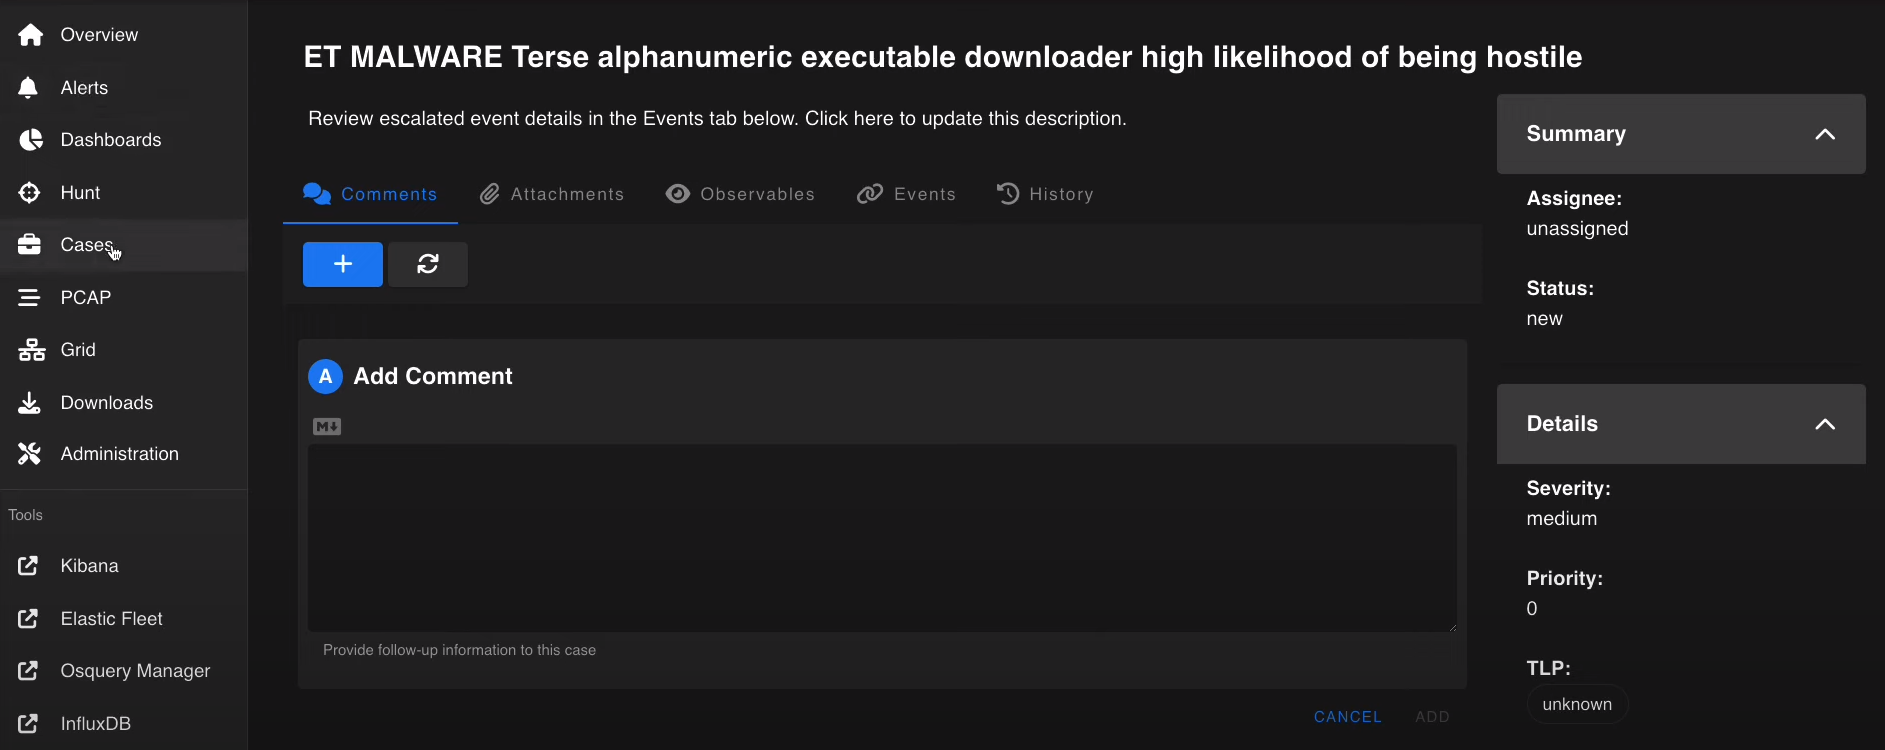 Overview
Alerts
Dashboards
Hunt
Cases
PCAP
Grid
Downloads
Administration
Tools
Kibana
Elastic Fleet
Osquery Manager
InfluxDB
ET MALWARE Terse alphanumeric executable downloader high likelihood of being hostile
Review escalated event details in the Events tab below. Click here to update this description.
Comments
Attachments
Observables
Events
History
A
Add Comment
M
Provide follow-up information to this case
CANCEL
ADD
Summary
Assignee:
unassigned
Status:
new
Details
Severity:
medium
Priority:
0
TLP:
unknown